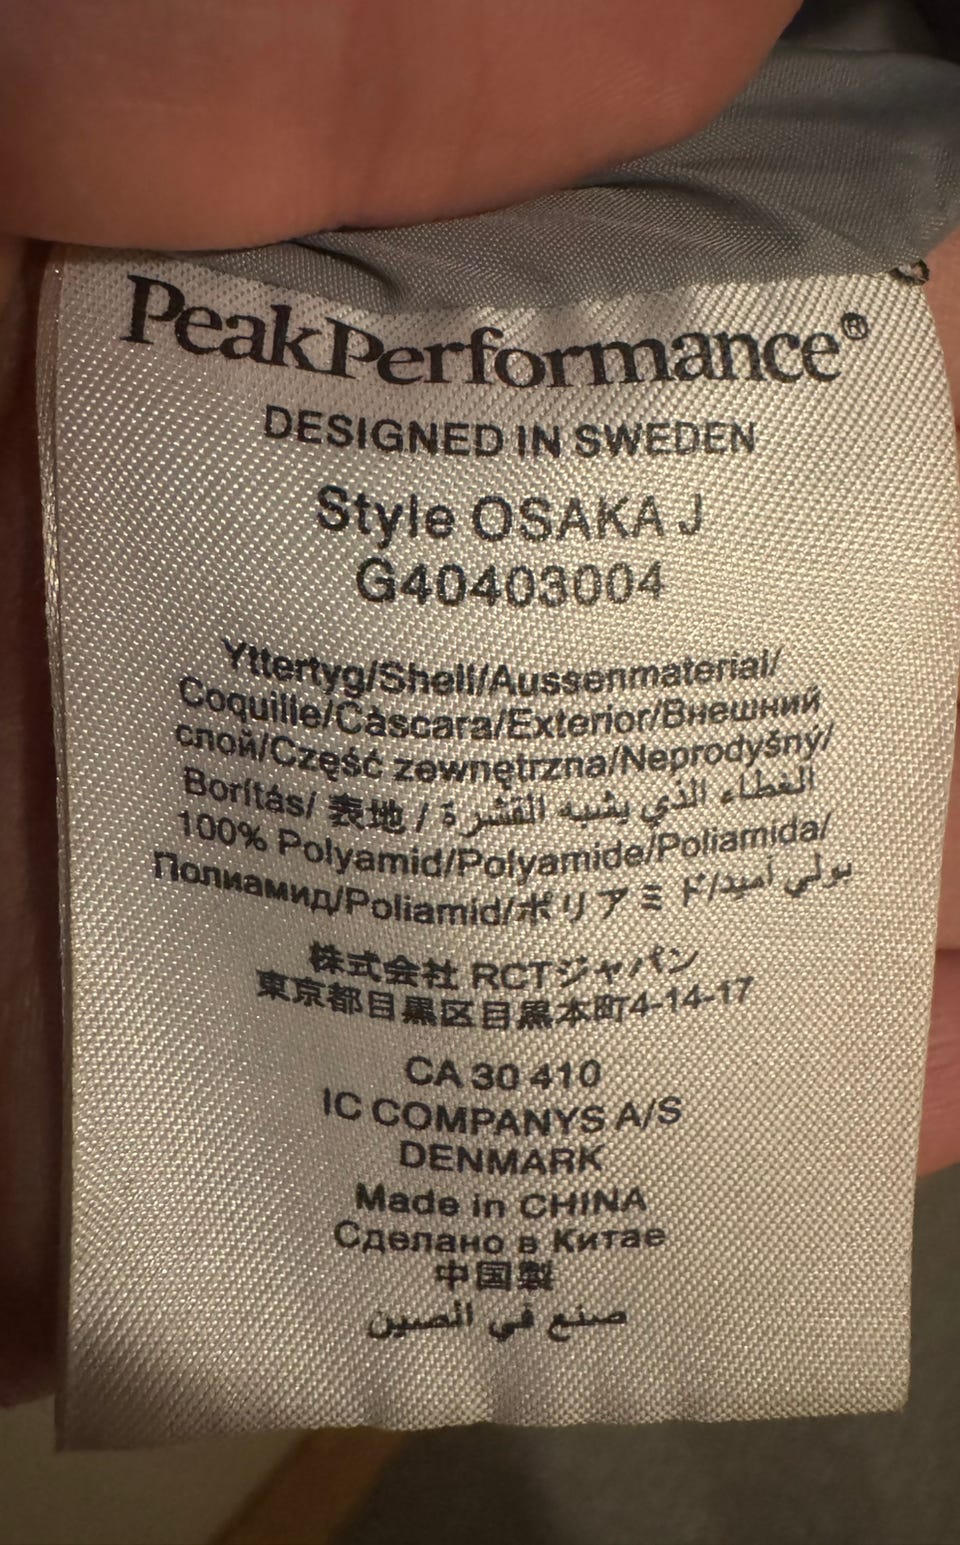 PeakPerformance®
DESIGNED IN SWEDEN
Style OSAKA J
G40403004
Yttertyg/Shell/Aussenmaterial/
Coquille/Càscara/Exterior/Внешний
слой/Część zewnętrzna/Neprodyšný/
Borítás/ 表地 / الغطاء الذي يشبه القشرة
100% Polyamid/Polyamide/Poliamida/
Полиамид/Poliamid/ポリアミド/بولي أميد
株式会社 RCTジャパン
東京都目黒区目黒本町4-14-17
CA 30 410
IC COMPANYS A/S
DENMARK
Made in CHINA
Сделано в Китае
中国製
صنع في الصين